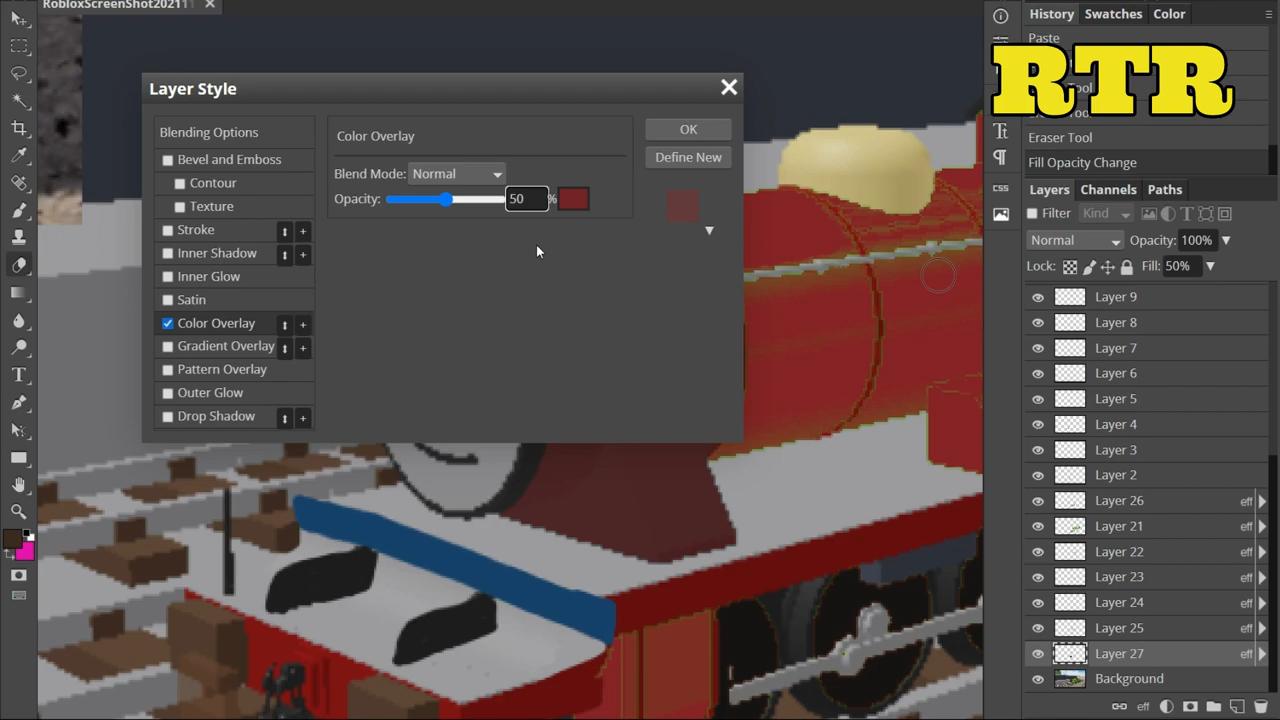 RobloxScreenShot20211
History Swatches Color
Paste
RTR
Tool
Tool
Eraser Tool
Fill Opacity Change
Layers Channels Paths
Filter Kind
Normal Opacity: 100%
Lock: Fill: 50%
Layer 9
Layer 8
Layer 7
Layer 6
Layer 5
Layer 4
Layer 3
Layer 2
Layer 26 eff
Layer 21 eff
Layer 22 eff
Layer 23 eff
Layer 24 eff
Layer 25 eff
Layer 27 eff
Background
eff
css
Layer Style
Blending Options
Bevel and Emboss
Contour
Texture
Stroke
Inner Shadow
Inner Glow
Satin
Color Overlay
Gradient Overlay
Pattern Overlay
Outer Glow
Drop Shadow
Color Overlay
Blend Mode: Normal
Opacity: 50 %
OK
Define New